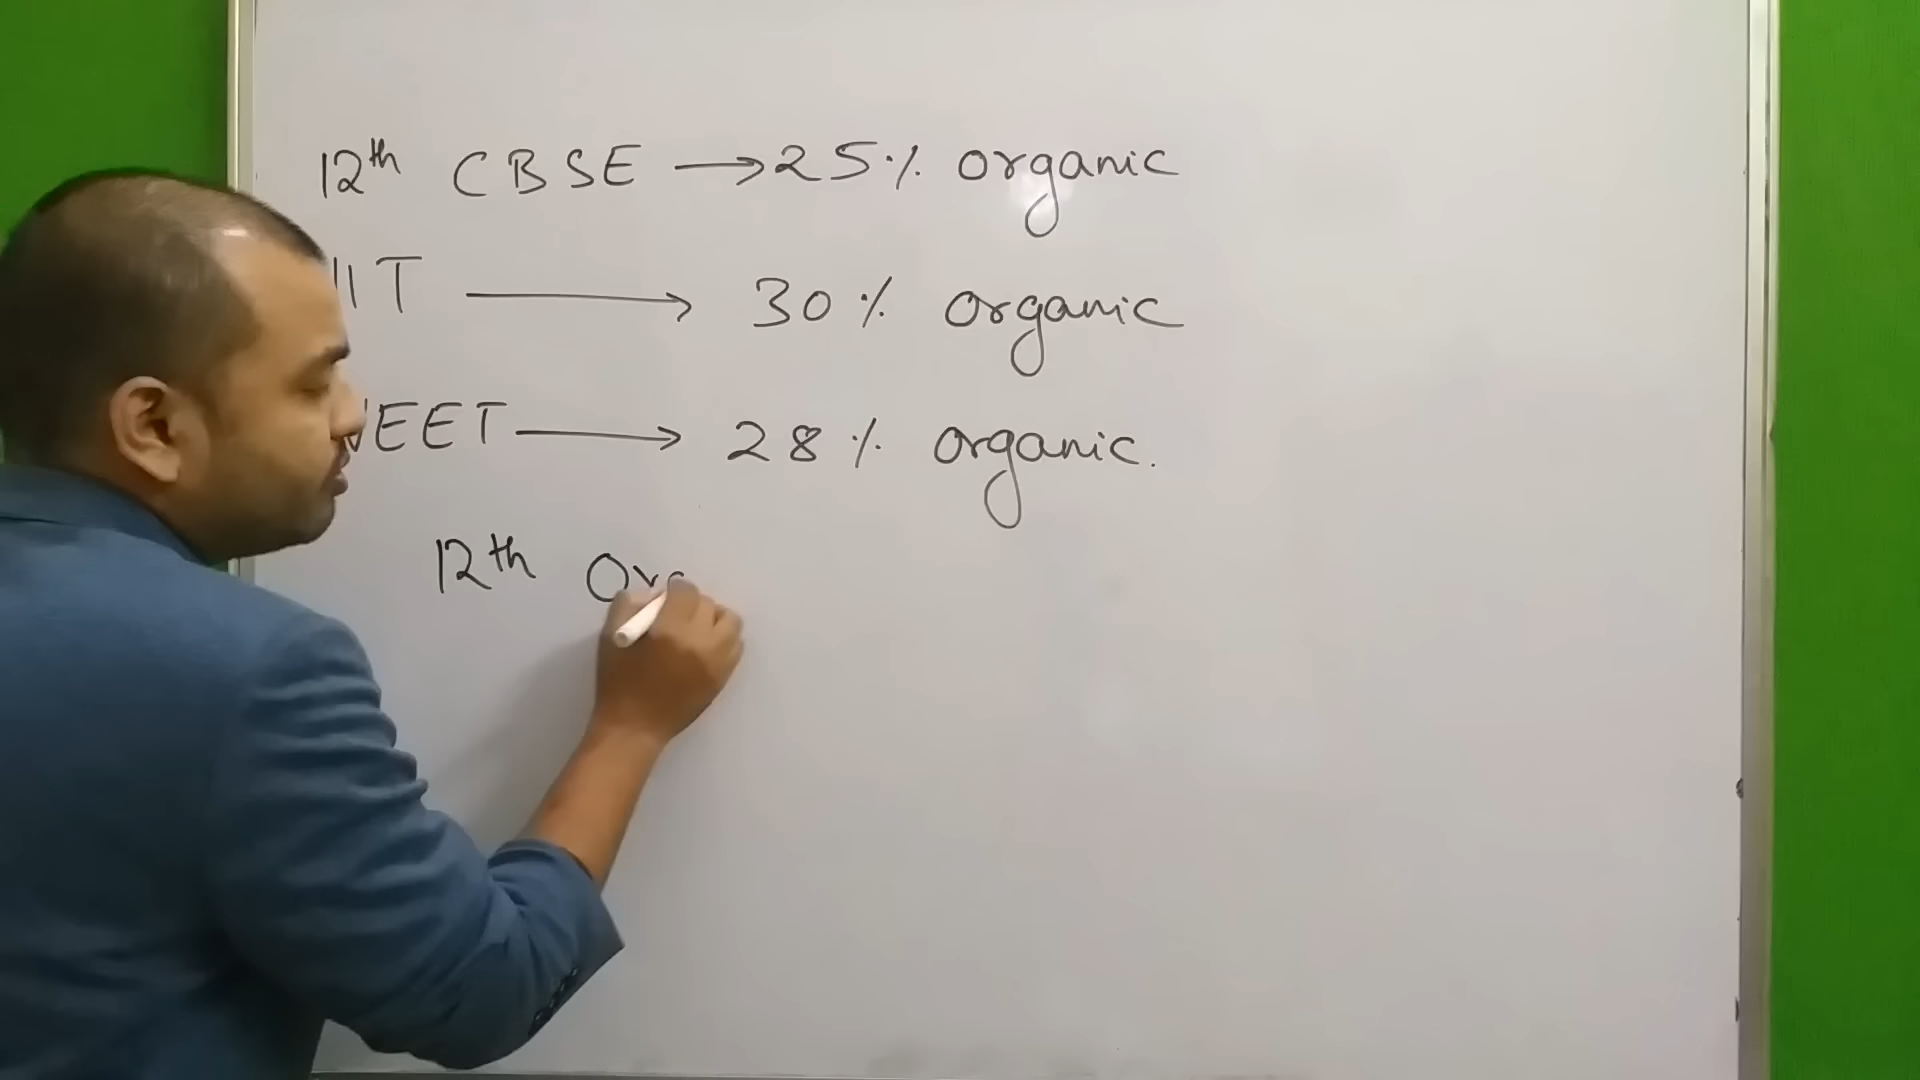 12th CBSE → 25% organic
IIT → 30% organic
NEET → 28% organic.
12th Org